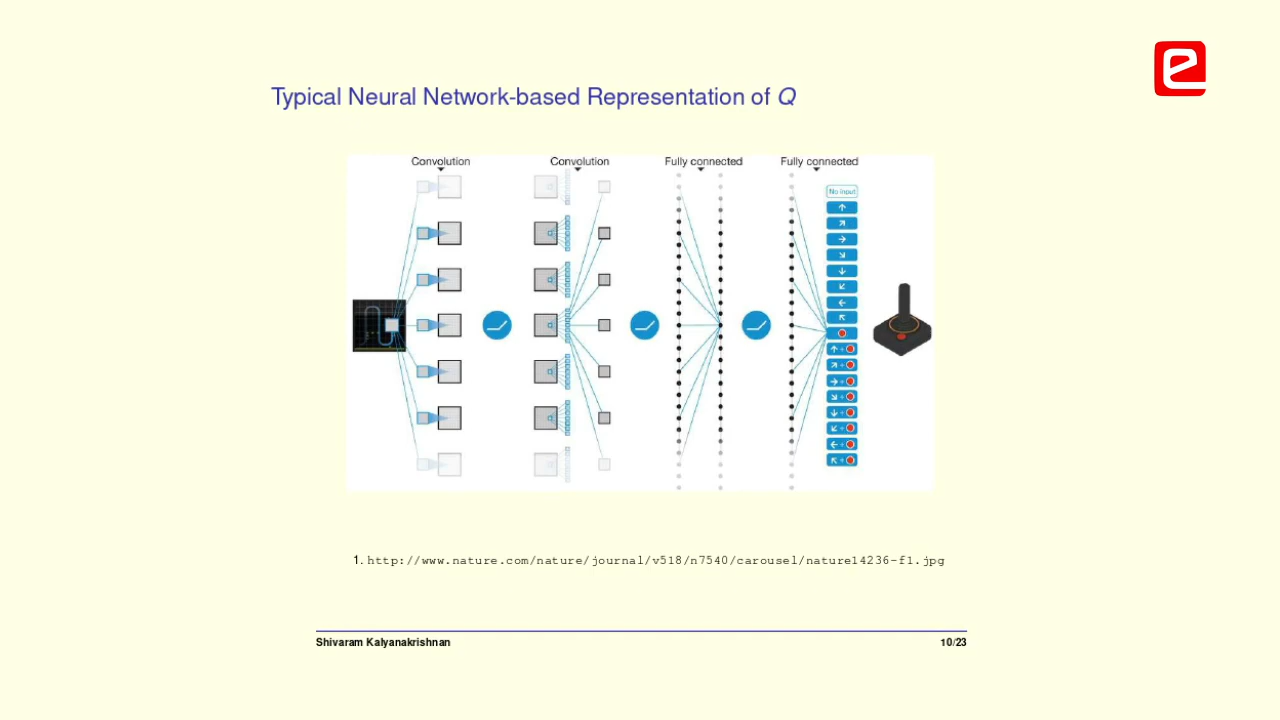 Typical Neural Network-based Representation of Q
Convolution Convolution Fully connected Fully connected
No input
1. http://www.nature.com/nature/journal/v518/n7540/carousel/nature14236-f1.jpg
Shivaram Kalyanakrishnan 10/23